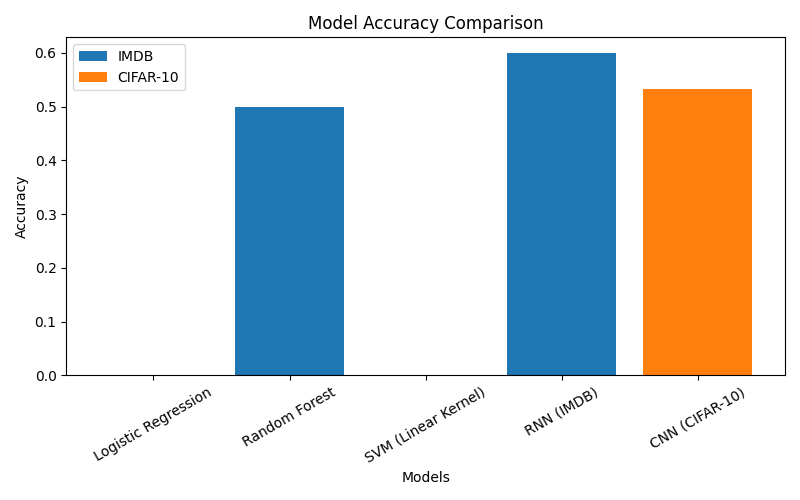 Model Accuracy Comparison
IMDB
CIFAR-10
Accuracy
0.6
0.5
0.4
0.3
0.2
0.1
0.0
Logistic Regression
Random Forest
SVM (Linear Kernel)
RNN (IMDB)
CNN (CIFAR-10)
Models